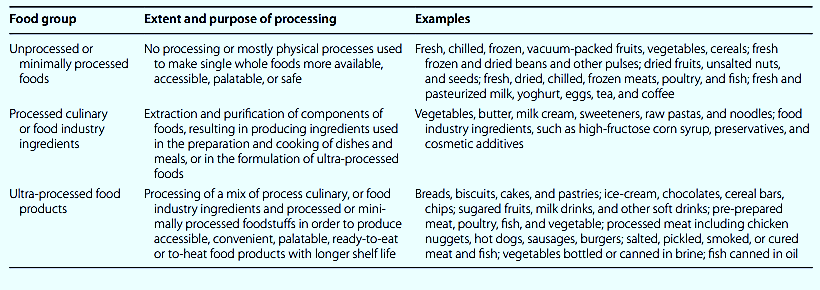 Food group Extent and purpose of processing Examples
Unprocessed or No processing or mostly physical processes used Fresh, chilled, frozen, vacuum-packed fruits, vegetables, cereals; fresh
minimally processed to make single whole foods more available, frozen and dried beans and other pulses; dried fruits, unsalted nuts,
foods accessible, palatable, or safe and seeds; fresh, dried, chilled, frozen meats, poultry, and fish; fresh and
pasteurized milk, yoghurt, eggs, tea, and coffee
Processed culinary Extraction and purification of components of Vegetables, butter, milk cream, sweeteners, raw pastas, and noodles; food
or food industry foods, resulting in producing ingredients used industry ingredients, such as high-fructose corn syrup, preservatives, and
ingredients in the preparation and cooking of dishes and cosmetic additives
meals, or in the formulation of ultra-processed
foods
Ultra-processed food Processing of a mix of process culinary, or food Breads, biscuits, cakes, and pastries; ice-cream, chocolates, cereal bars,
products industry ingredients and processed or mini- chips; sugared fruits, milk drinks, and other soft drinks; pre-prepared
mally processed foodstuffs in order to produce meat, poultry, fish, and vegetable; processed meat including chicken
accessible, convenient, palatable, ready-to-eat nuggets, hot dogs, sausages, burgers; salted, pickled, smoked, or cured
or to-heat food products with longer shelf life meat and fish; vegetables bottled or canned in brine; fish canned in oil